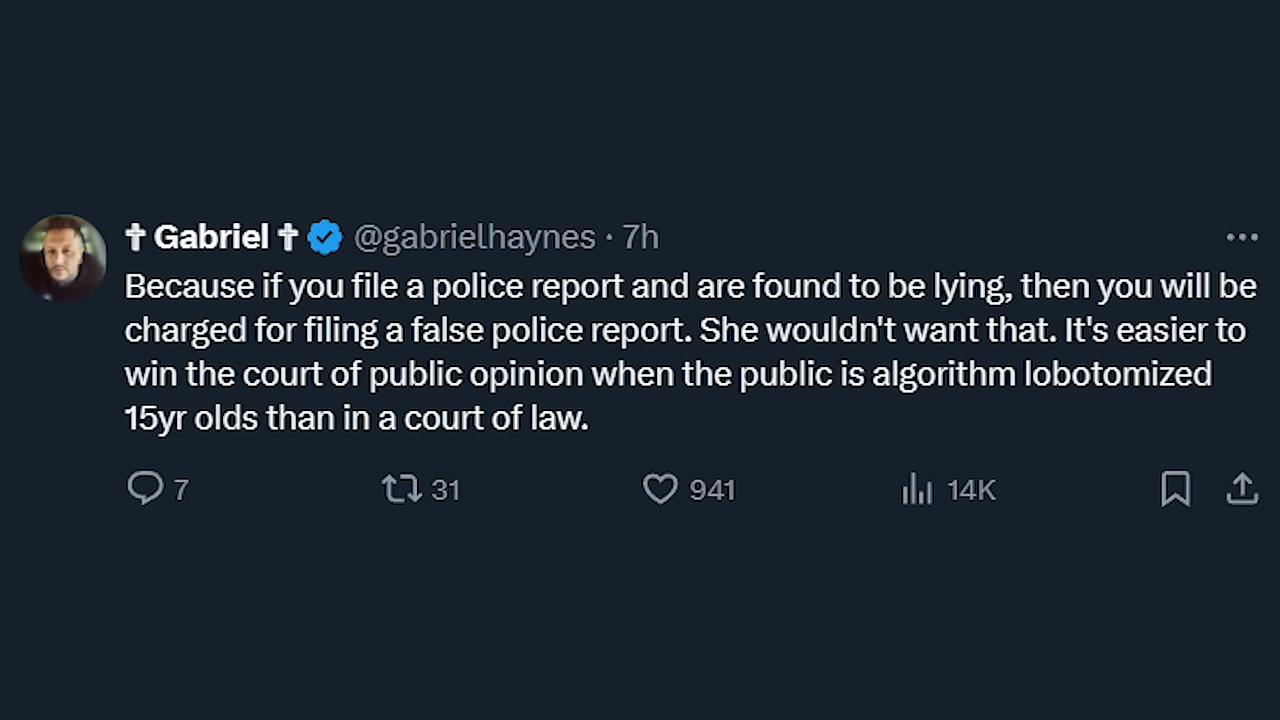 ✝ Gabriel ✝ @gabrielhaynes · 7h
Because if you file a police report and are found to be lying, then you will be
charged for filing a false police report. She wouldn't want that. It's easier to
win the court of public opinion when the public is algorithm lobotomized
15yr olds than in a court of law.
7 31 941 14K